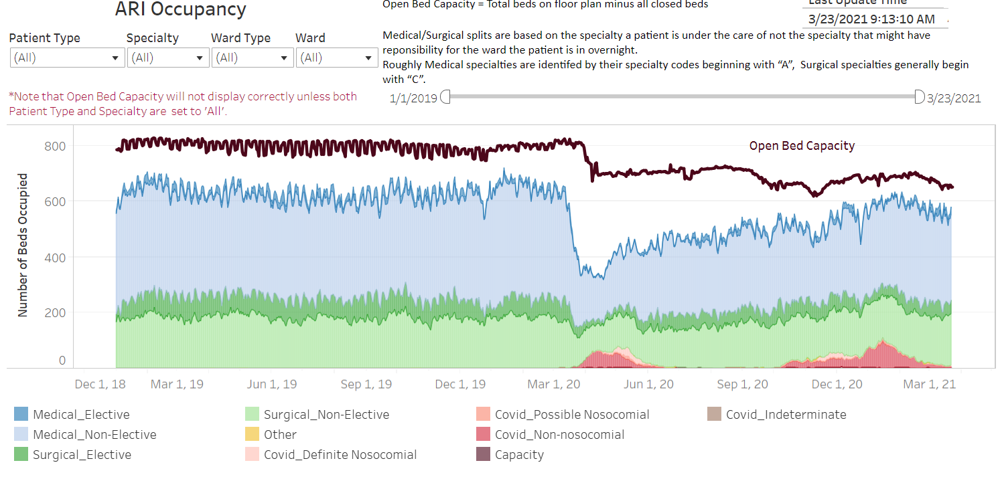 ARI Occupancy
Open Bed Capacity = Total beds on floor plan minus all closed beds
Last Update Time
3/23/2021 9:13:10 AM
Patient Type
Specialty
Ward Type
Ward
(All)
(All)
(All)
(All)
Medical/Surgical splits are based on the specialty a patient is under the care of not the specialty that might have
reponsibility for the ward the patient is in overnight.
Roughly Medical specialties are identifed by their specialty codes beginning with “A”, Surgical specialties generally begin
with “C”.
*Note that Open Bed Capacity will not display correctly unless both
Patient Type and Specialty are set to 'All'.
1/1/2019
3/23/2021
Open Bed Capacity
Number of Beds Occupied
800
600
400
200
0
Dec 1, 18
Mar 1, 19
Jun 1, 19
Sep 1, 19
Dec 1, 19
Mar 1, 20
Jun 1, 20
Sep 1, 20
Dec 1, 20
Mar 1, 21
Medical_Elective
Medical_Non-Elective
Surgical_Elective
Surgical_Non-Elective
Other
Covid_Definite Nosocomial
Covid_Possible Nosocomial
Covid_Non-nosocomial
Capacity
Covid_Indeterminate